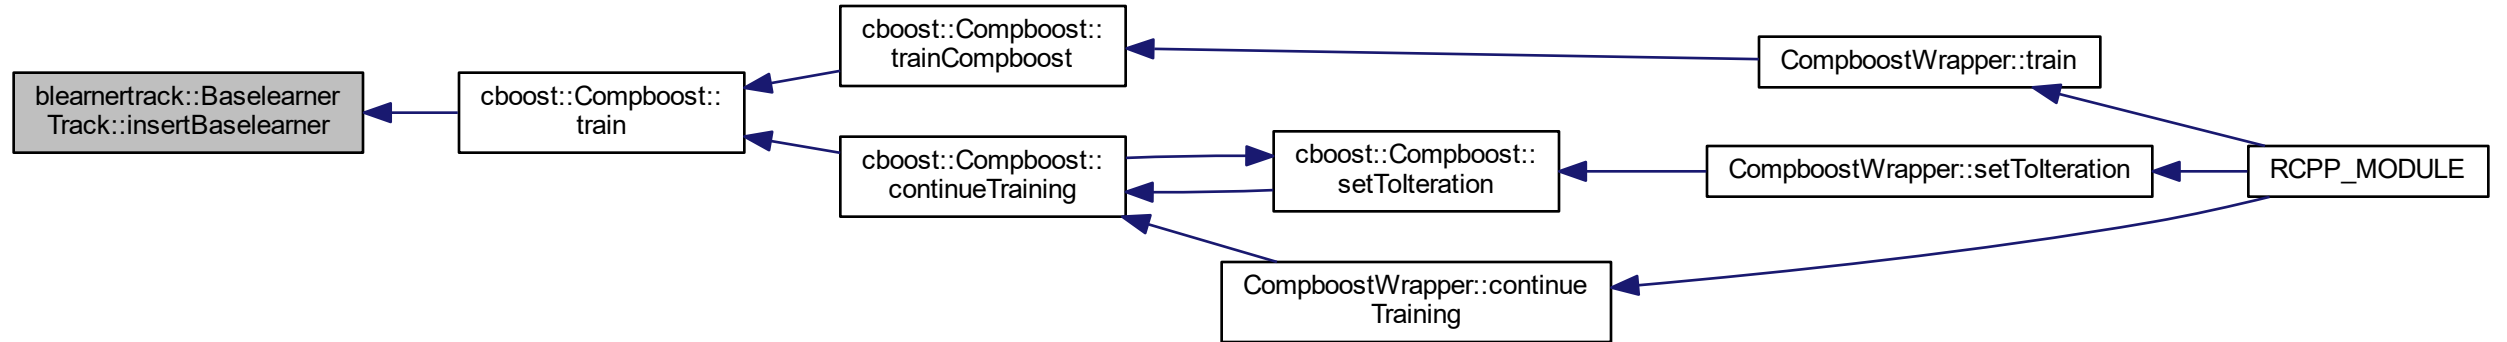 blearnertrack::Baselearner
Track::insertBaselearner
cboost::Compboost::
train
cboost::Compboost::
trainCompboost
cboost::Compboost::
continueTraining
cboost::Compboost::
setToIteration
CompboostWrapper::continue
Training
CompboostWrapper::train
CompboostWrapper::setToIteration
RCPP_MODULE